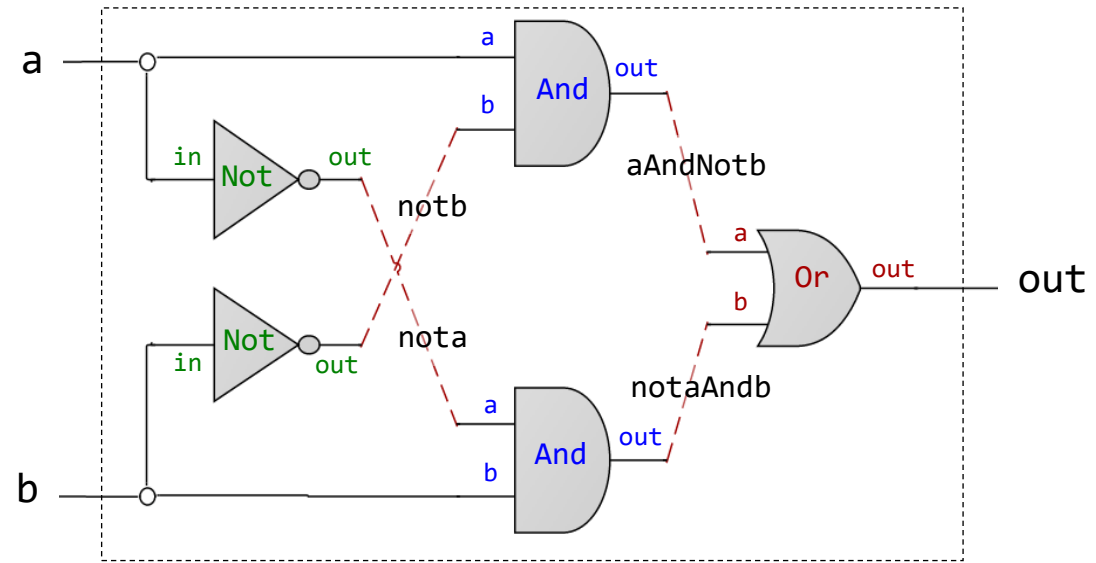 a
a
b
And
out
in
Not
out
aAndNotb
notb
a
b
Or
out
out
in
Not
out
nota
notaAndb
a
b
And
out
b